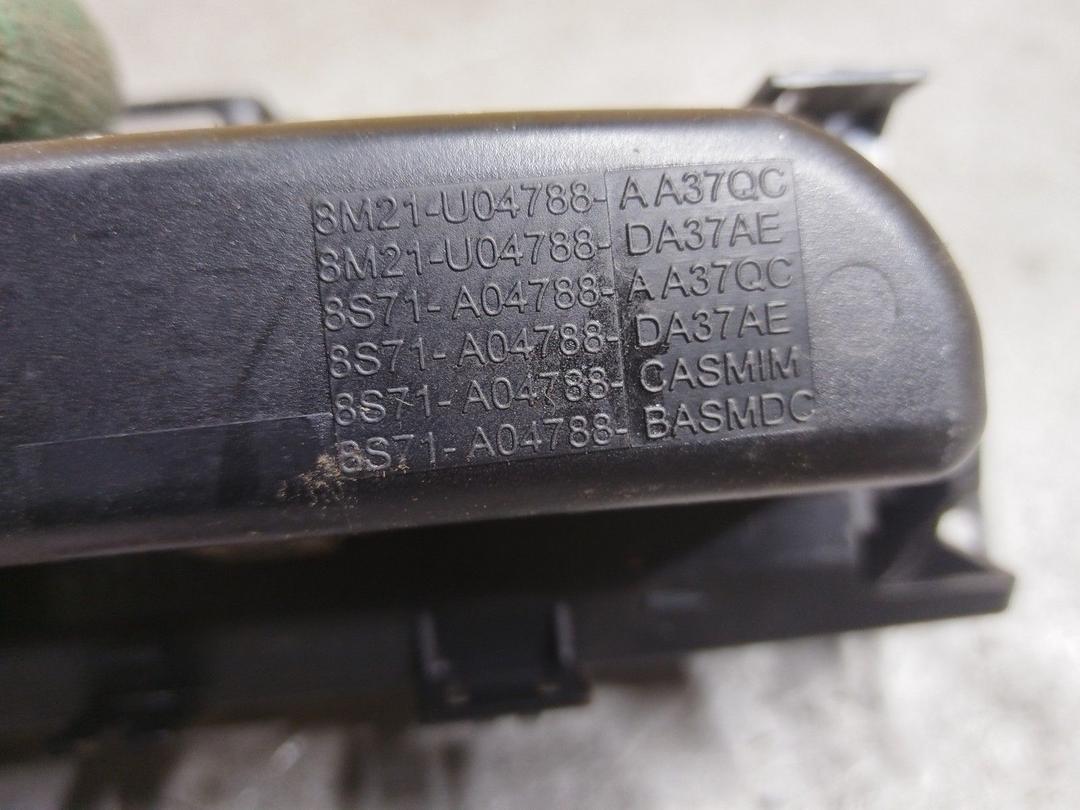 8M21-U04788- AA37QC
8M21-U04788- DA37AE
8S71- A04788- AA37QC
8S71- A04788- DA37AE
8S71- A04788- CASMIM
8S71- A04788- BASMDC